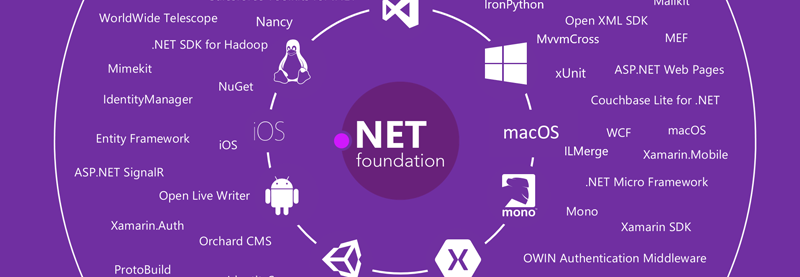 IronPython
WorldWide Telescope
Nancy
Open XML SDK
.NET SDK for Hadoop
MvvmCross
MEF
Mimekit
xUnit
ASP.NET Web Pages
NuGet
IdentityManager
Couchbase Lite for .NET
iOS
.NET
foundation
macOS
Entity Framework
iOS
WCF
macOS
ILMerge
Xamarin.Mobile
ASP.NET SignalR
.NET Micro Framework
Open Live Writer
mono
Mono
Xamarin.Auth
Xamarin SDK
Orchard CMS
OWIN Authentication Middleware
ProtoBuild